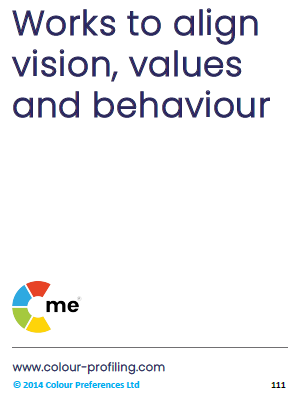 Works to align
vision, values
and behaviour
me
www.colour-profiling.com
© 2014 Colour Preferences Ltd 111